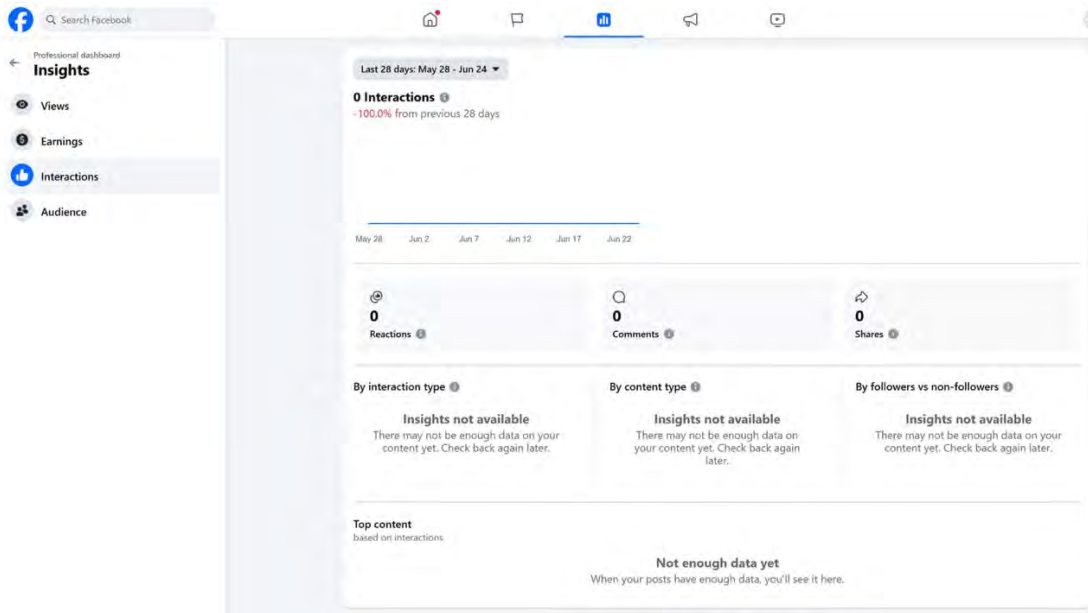 Search Facebook
Professional dashboard
Insights
Views
Earnings
Interactions
Audience
Last 28 days: May 28 - Jun 24
0 Interactions
-100.0% from previous 28 days
May 28 Jun 2 Jun 7 Jun 12 Jun 17 Jun 22
0
Reactions
0
Comments
0
Shares
By interaction type
Insights not available
There may not be enough data on your
content yet. Check back again later.
By content type
Insights not available
There may not be enough data on
your content yet. Check back again
later.
By followers vs non-followers
Insights not available
There may not be enough data on your
content yet. Check back again later.
Top content
based on interactions
Not enough data yet
When your posts have enough data, you'll see it here.